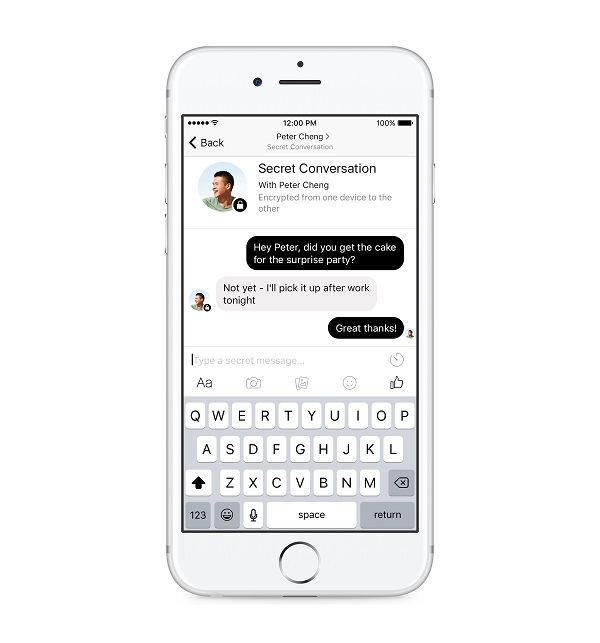 12:00 PM
100%
Back
Peter Cheng >
Secret Conversation
Secret Conversation
With Peter Cheng
Encrypted from one device to the
other
Hey Peter, did you get the cake
for the surprise party?
Not yet - I'll pick it up after work
tonight
Great thanks!
Type a secret message...
Aa
Q W E R T Y U I O P
A S D F G H J K L
Z X C V B N M
123 space return